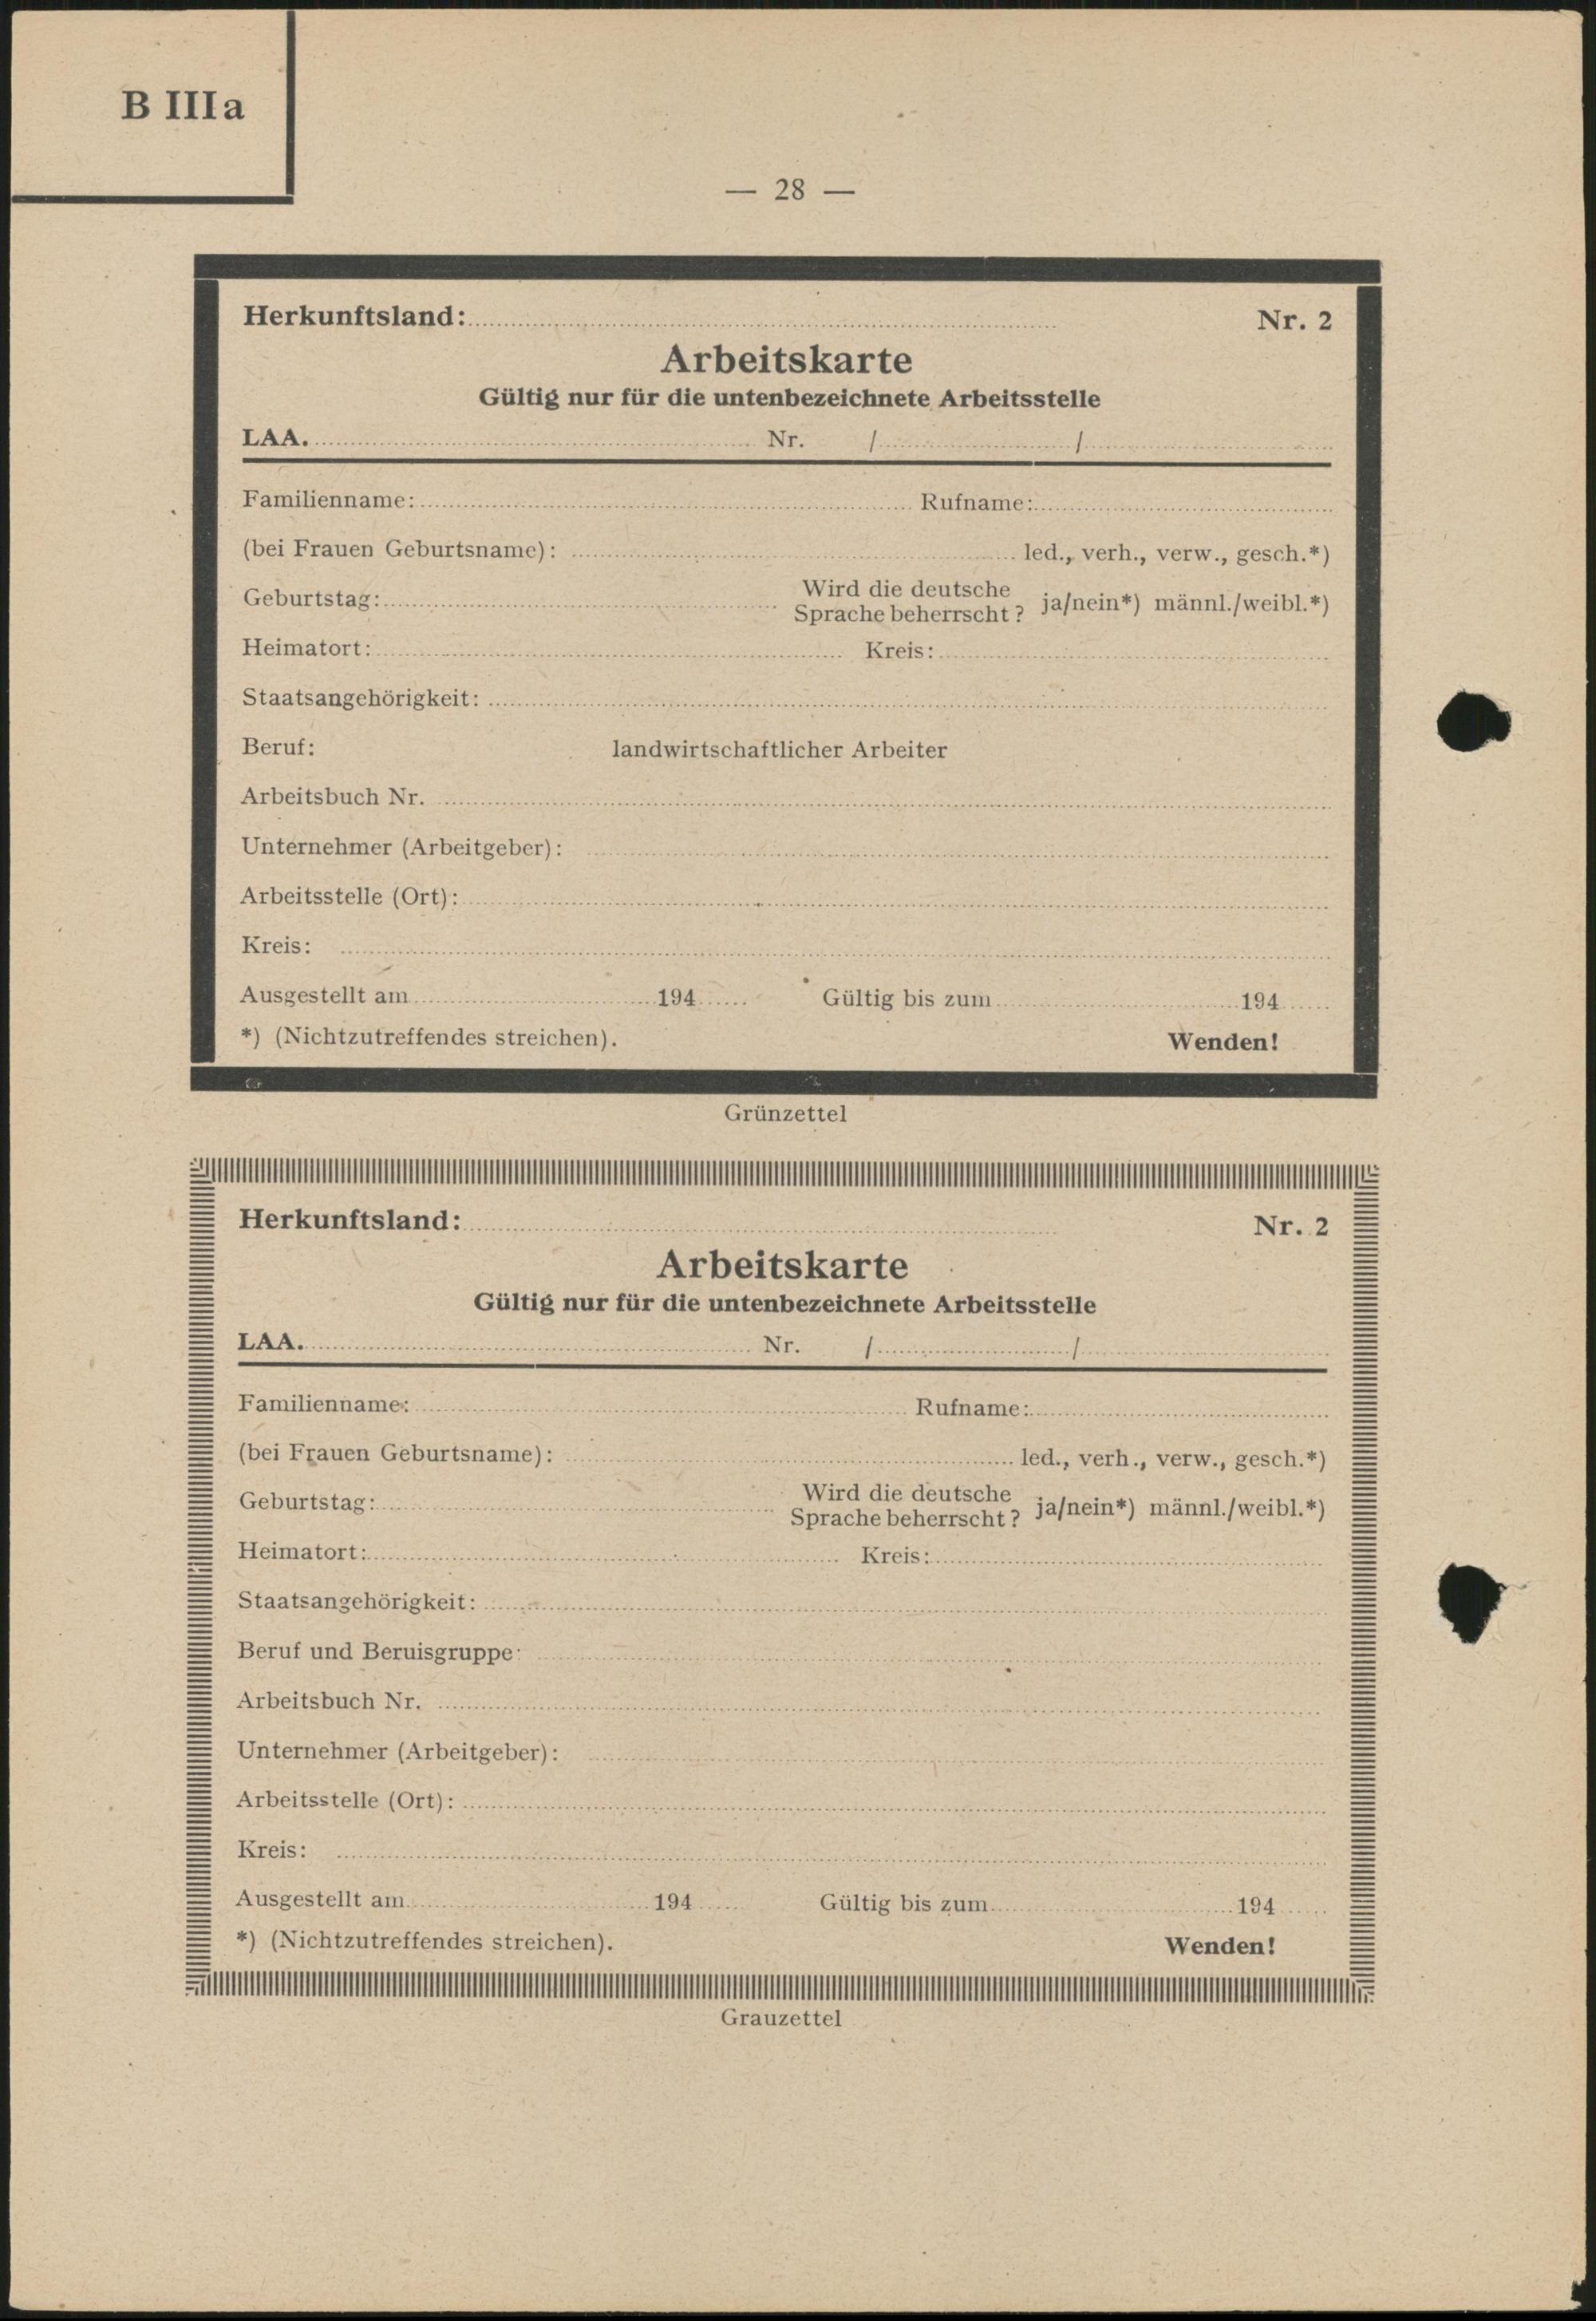 B IIIa
— 28 —
Herkunftsland: Nr. 2
Arbeitskarte
Gültig nur für die untenbezeichnete Arbeitsstelle
LAA. Nr. / /
Familienname: Rufname:
(bei Frauen Geburtsname): led., verh., verw., gesch.*)
Geburtstag: Wird die deutsche Sprache beherrscht? ja/nein*) männl./weibl.*)
Heimatort: Kreis:
Staatsangehörigkeit:
Beruf: landwirtschaftlicher Arbeiter
Arbeitsbuch Nr.
Unternehmer (Arbeitgeber):
Arbeitsstelle (Ort):
Kreis:
Ausgestellt am 194 Gültig bis zum 194
*) (Nichtzutreffendes streichen). Wenden!
Grünzettel
Herkunftsland: Nr. 2
Arbeitskarte
Gültig nur für die untenbezeichnete Arbeitsstelle
LAA. Nr. / /
Familienname: Rufname:
(bei Frauen Geburtsname): led., verh., verw., gesch.*)
Geburtstag: Wird die deutsche Sprache beherrscht? ja/nein*) männl./weibl.*)
Heimatort: Kreis:
Staatsangehörigkeit:
Beruf und Beruisgruppe:
Arbeitsbuch Nr.
Unternehmer (Arbeitgeber):
Arbeitsstelle (Ort):
Kreis:
Ausgestellt am 194 Gültig bis zum 194
*) (Nichtzutreffendes streichen). Wenden!
Grauzettel